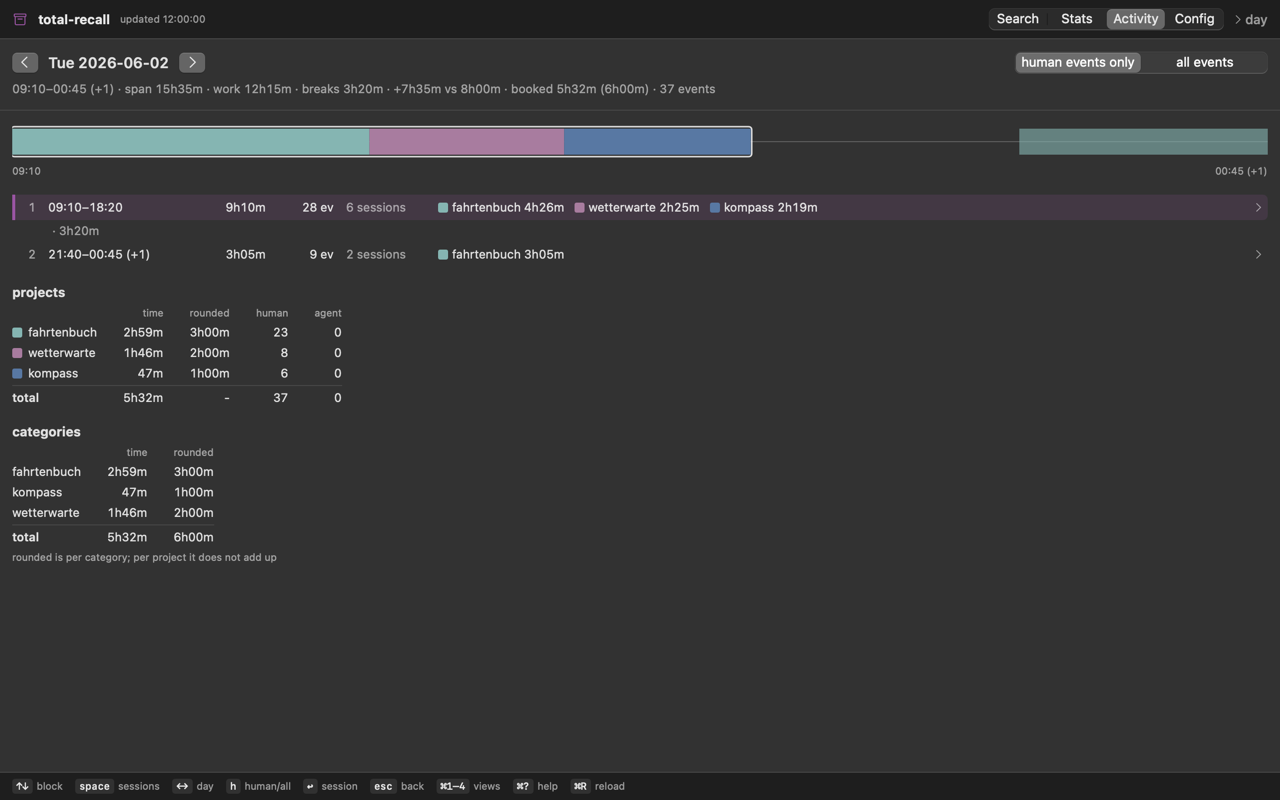 total-recall updated 12:00:00 Search Stats Activity Config > day
Tue 2026-06-02 human events only all events
09:10–00:45 (+1) · span 15h35m · work 12h15m · breaks 3h20m · +7h35m vs 8h00m · booked 5h32m (6h00m) · 37 events
09:10 00:45 (+1)
1 09:10–18:20 9h10m 28 ev 6 sessions fahrtenbuch 4h26m wetterwarte 2h25m kompass 2h19m
· 3h20m
2 21:40–00:45 (+1) 3h05m 9 ev 2 sessions fahrtenbuch 3h05m
projects
time rounded human agent
fahrtenbuch 2h59m 3h00m 23 0
wetterwarte 1h46m 2h00m 8 0
kompass 47m 1h00m 6 0
total 5h32m - 37 0
categories
time rounded
fahrtenbuch 2h59m 3h00m
kompass 47m 1h00m
wetterwarte 1h46m 2h00m
total 5h32m 6h00m
rounded is per category; per project it does not add up
↑↓ block space sessions ↔ day h human/all ↩ session esc back ⌘1–4 views ⌘? help ⌘R reload